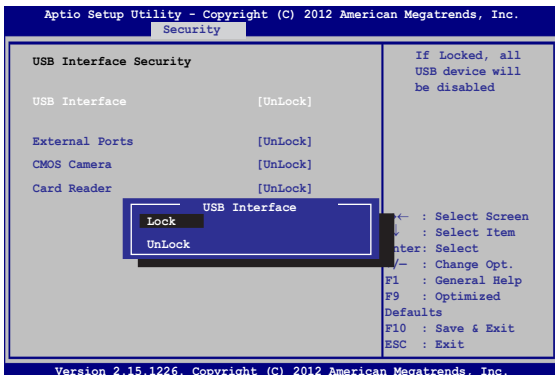 Aptio Setup Utility - Copyright (C) 2012 American Megatrends, Inc.
Security
USB Interface Security
USB Interface [UnLock]
External Ports [UnLock]
CMOS Camera [UnLock]
Card Reader [UnLock]
USB Interface
Lock
UnLock
If Locked, all
USB device will
be disabled
→← : Select Screen
↓ : Select Item
nter: Select
/— : Change Opt.
F1 : General Help
F9 : Optimized
Defaults
F10 : Save & Exit
ESC : Exit
Version 2.15.1226. Copyright (C) 2012 American Megatrends, Inc.